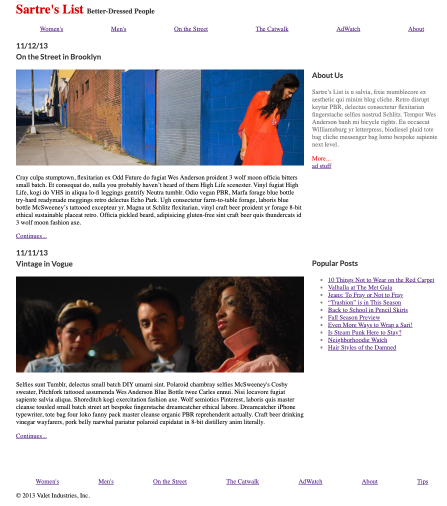 Sartre's List Better-Dressed People
Women's Men's On the Street The Catwalk AdWatch About
11/12/13
On the Street in Brooklyn
About Us
Sartre's List is u salvia, fixie mumblecore ex
aesthetic qui minim blog cliche. Retro disrupt
keytar PBR, delectus consectetur flexitarian
fingerstache selfies nostrud Schlitz. Tempor Wes
Anderson banh mi bicycle rights. Ea occaecat
Williamsburg yr letterpress, biodiesel plaid tote
bag cliche messenger bag lomo bespoke sapiente
next level.
More...
ad stuff
Cray culpa stumptown, flexitarian ex Odd Future do fugiat Wes Anderson proident 3 wolf moon officia bitters
small batch. Et consequat do, nulla you probably haven't heard of them High Life scenester. Vinyl fugiat High
Life, kogi do VHS in aliqua lo-fi leggings gentrify Neutra tumblr. Odio vegan PBR, Marfa forage blue bottle
try-hard readymade meggings retro delectus Echo Park. Ugh consectetur farm-to-table forage, laboris blue
bottle McSweeney's tattooed excepteur yr. Magna ut Schlitz flexitarian, vinyl craft beer proident yr forage 8-bit
ethical sustainable placeat retro. Officia pickled beard, adipisicing gluten-free sint craft beer quis thundercats id
3 wolf moon fashion axe.
Continues...
11/11/13
Vintage in Vogue
Popular Posts
10 Things Not to Wear on the Red Carpet
Valhalla at The Met Gala
Jeans: To Fray or Not to Fray
"Trashion" is in This Season
Back to School in Pencil Skirts
Fall Season Preview
Even More Ways to Wrap a Sari!
Is Steam Punk Here to Stay?
Neighborhoodie Watch
Hair Styles of the Damned
Selfies sunt Tumblr, delectus small batch DIY umami sint. Polaroid chambray selfies McSweeney's Cosby
sweater, Pitchfork tattooed assumenda Wes Anderson Blue Bottle twee Carles ennui. Nisi locavore fugiat
sapiente salvia aliqua. Shoreditch kogi exercitation fashion axe. Wolf semiotics Pinterest, laboris quis master
cleanse tousled small batch street art bespoke fingerstache dreamcatcher ethical labore. Dreamcatcher iPhone
typewriter, tote bag four loko funny pack master cleanse organic PBR reprehenderit actually. Craft beer drinking
vinegar wayfarers, pork belly narwhal pariatur polaroid cupidatat in 8-bit distillery anim literally.
Continues...
Women's Men's On the Street The Catwalk AdWatch About Tips
© 2013 Valet Industries, Inc.